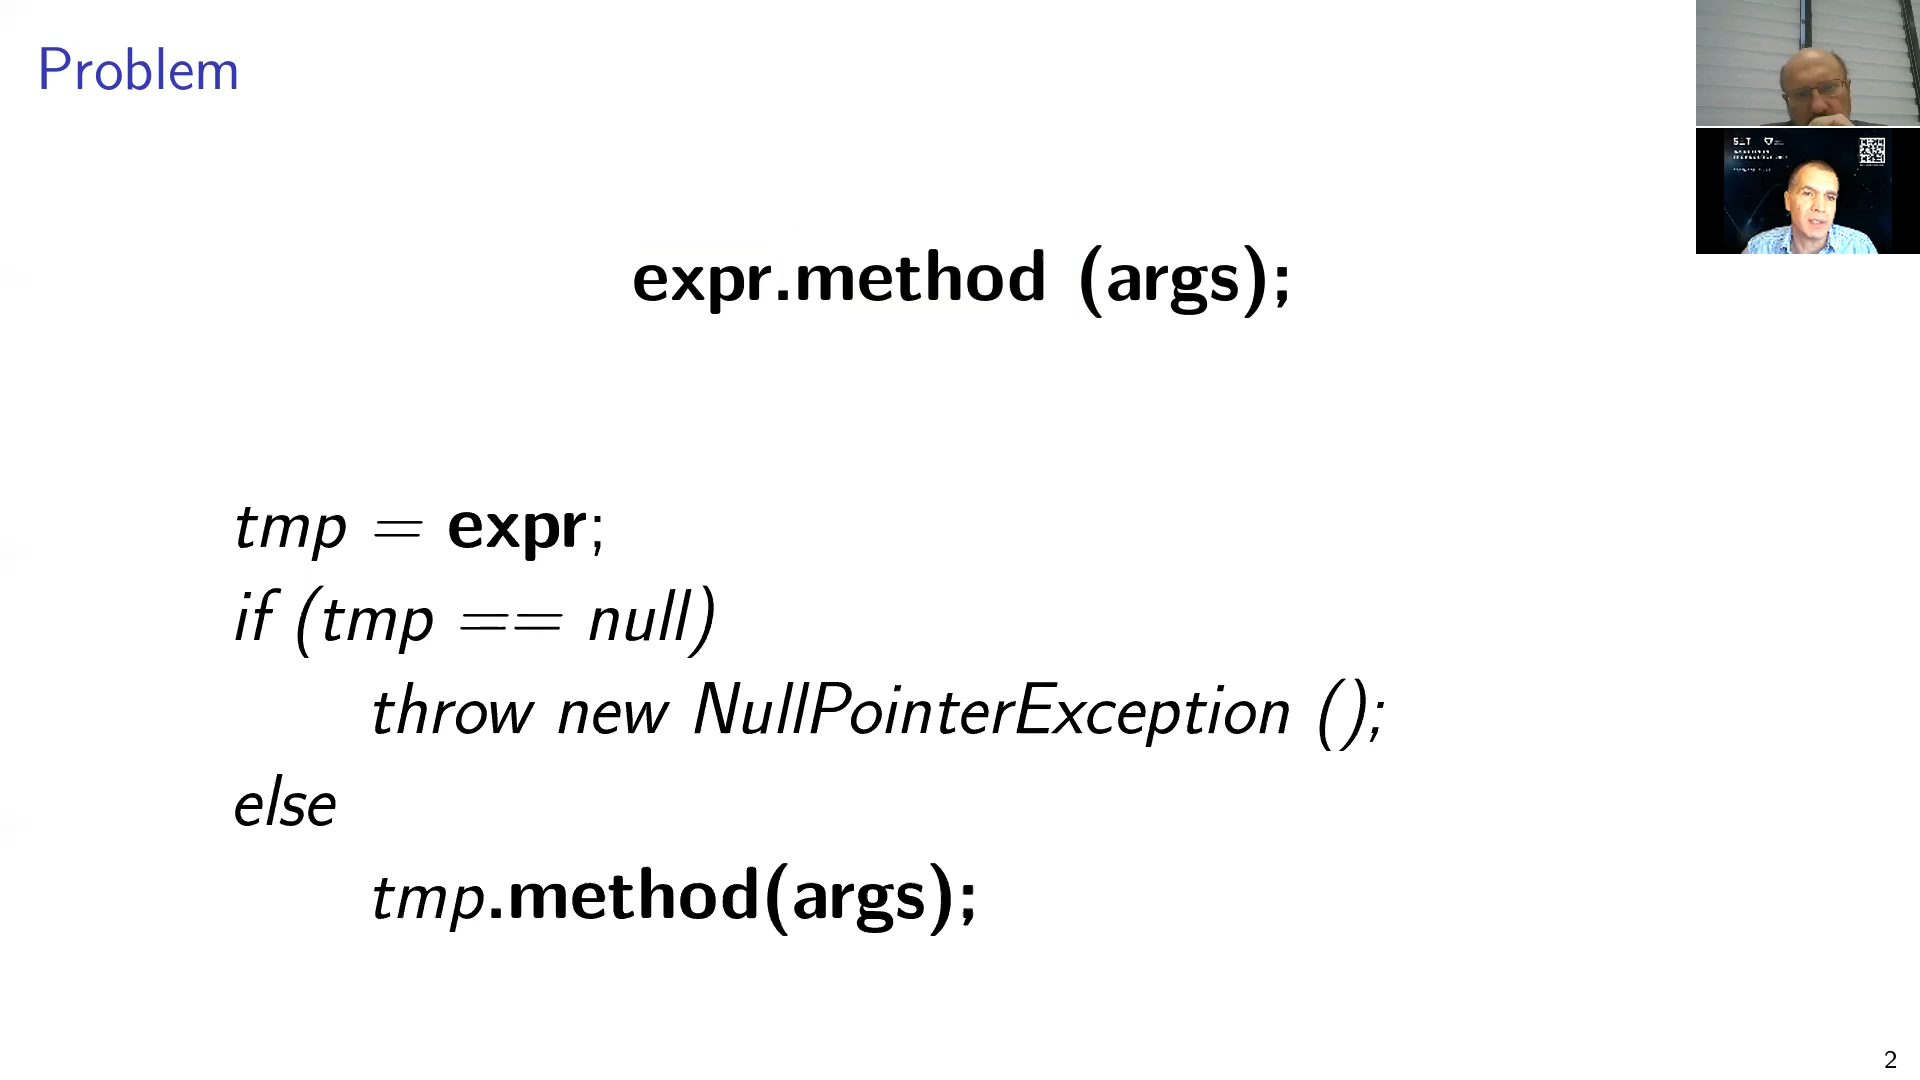 Problem
expr.method (args);
tmp = expr;
if (tmp == null)
throw new NullPointerException ();
else
tmp.method(args);
2